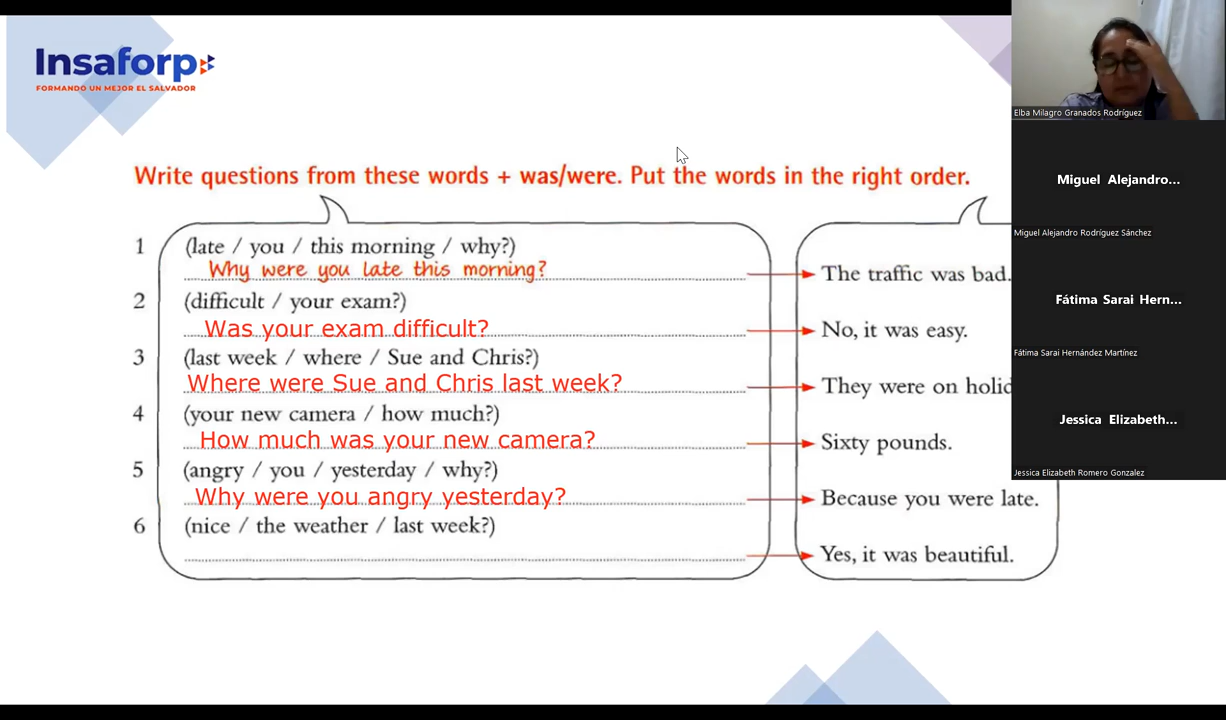 Insaforp
FORMANDO UN MEJOR EL SALVADOR
Write questions from these words + was/were. Put the words in the right order.
1 (late / you / this morning / why?)
Why were you late this morning?
The traffic was bad.
2 (difficult / your exam?)
Was your exam difficult?
No, it was easy.
3 (last week / where / Sue and Chris?)
Where were Sue and Chris last week?
They were on holid
4 (your new camera / how much?)
How much was your new camera?
Sixty pounds.
5 (angry / you / yesterday / why?)
Why were you angry yesterday?
Because you were late.
6 (nice / the weather / last week?)
Yes, it was beautiful.
Elba Milagro Granados Rodríguez
Miguel Alejandro...
Miguel Alejandro Rodríguez Sánchez
Fátima Sarai Hern...
Fátima Sarai Hernández Martínez
Jessica Elizabeth...
Jessica Elizabeth Romero Gonzalez